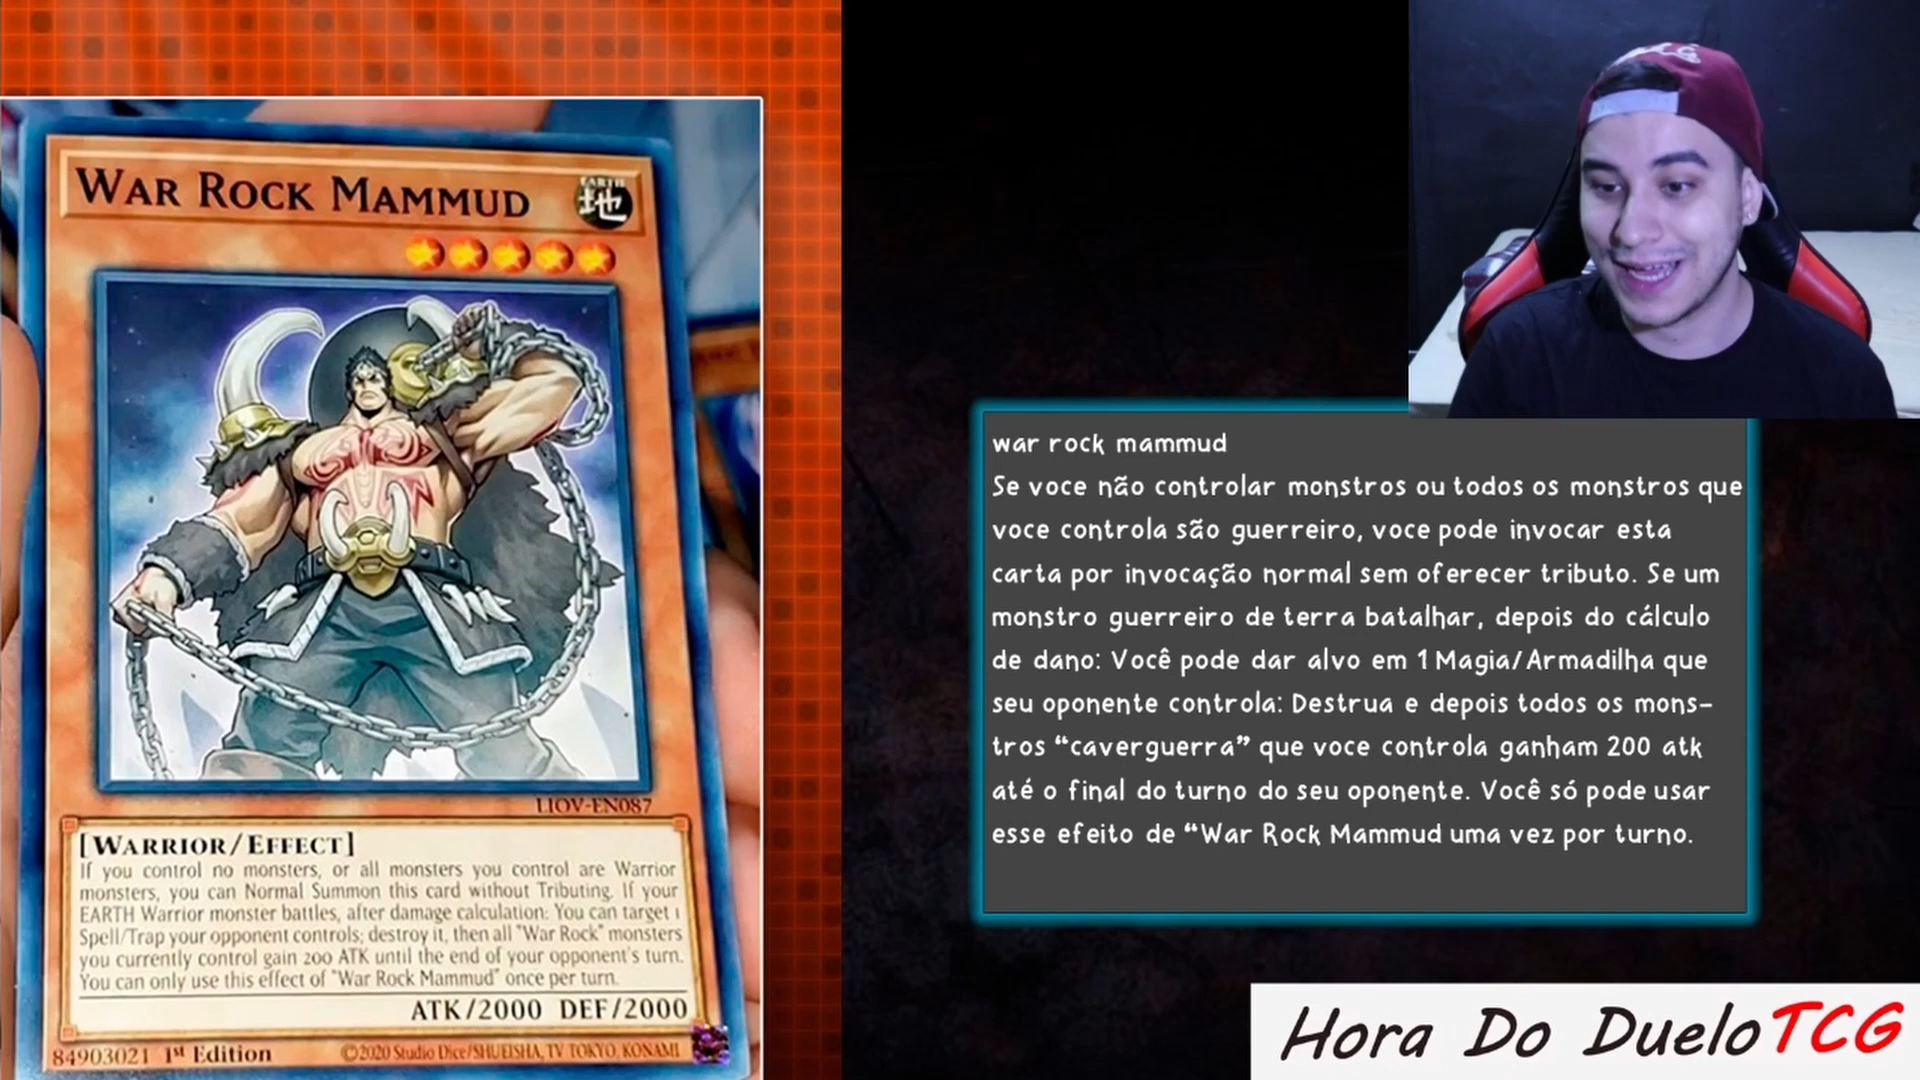 WAR ROCK MAMMUD
EARTH
地
LIOV-EN087
[WARRIOR/EFFECT]
If you control no monsters, or all monsters you control are Warrior
monsters, you can Normal Summon this card without Tributing. If your
EARTH Warrior monster battles, after damage calculation: You can target 1
Spell/Trap your opponent controls; destroy it, then all "War Rock" monsters
you currently control gain 200 ATK until the end of your opponent's turn.
You can only use this effect of "War Rock Mammud" once per turn.
ATK/2000 DEF/2000
84903021 1st Edition ©2020 Studio Dice/SHUEISHA, TV TOKYO, KONAMI
war rock mammud
Se voce não controlar monstros ou todos os monstros que
voce controla são guerreiro, voce pode invocar esta
carta por invocação normal sem oferecer tributo. Se um
monstro guerreiro de terra batalhar, depois do cálculo
de dano: Você pode dar alvo em 1 Magia/Armadilha que
seu oponente controla: Destrua e depois todos os mons-
tros “caverguerra” que voce controla ganham 200 atk
até o final do turno do seu oponente. Você só pode usar
esse efeito de “War Rock Mammud uma vez por turno.
Hora Do Duelo TCG